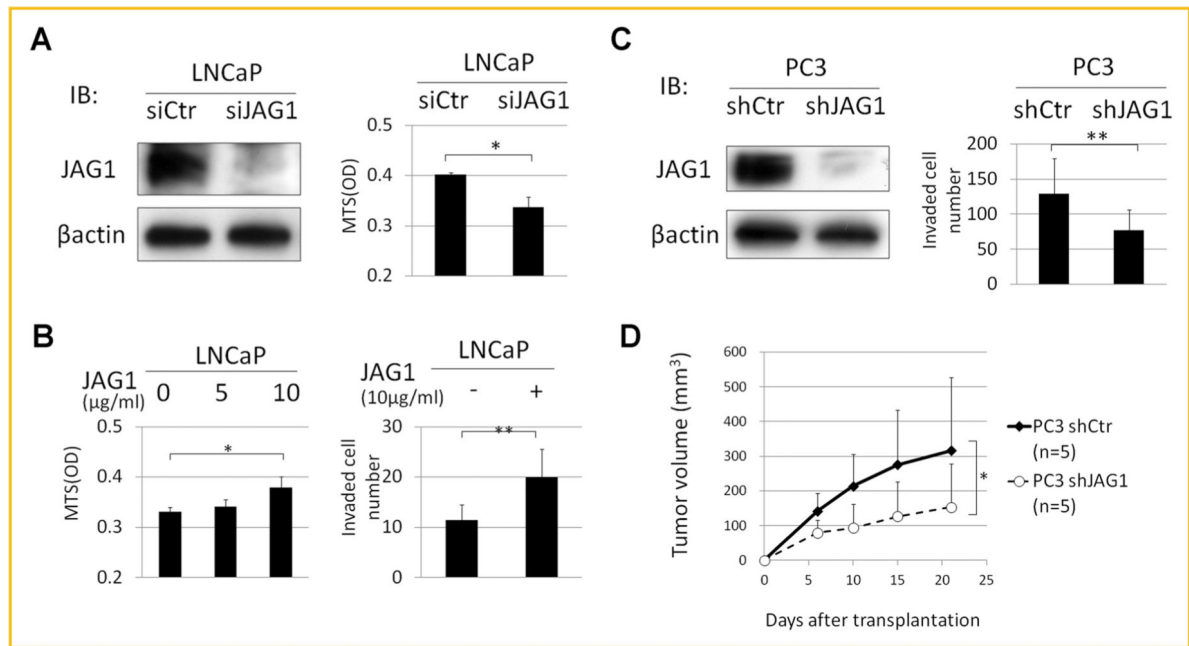 A
LNCaP
IB:
siCtr siJAG1
JAG1
βactin
LNCaP
siCtr siJAG1
0.5
0.4
0.3
0.2
MTS(OD)
*
B
LNCaP
JAG1
(μg/ml)
0 5 10
0.5
0.4
0.3
0.2
MTS(OD)
*
LNCaP
JAG1
(10μg/ml)
- +
30
20
10
0
Invaded cell
number
**
C
PC3
IB:
shCtr shJAG1
JAG1
βactin
PC3
shCtr shJAG1
**
200
150
100
50
0
Invaded cell
number
D
600
500
400
300
200
100
0
Tumor volume (mm³)
0 5 10 15 20 25
Days after transplantation
*
PC3 shCtr
(n=5)
PC3 shJAG1
(n=5)